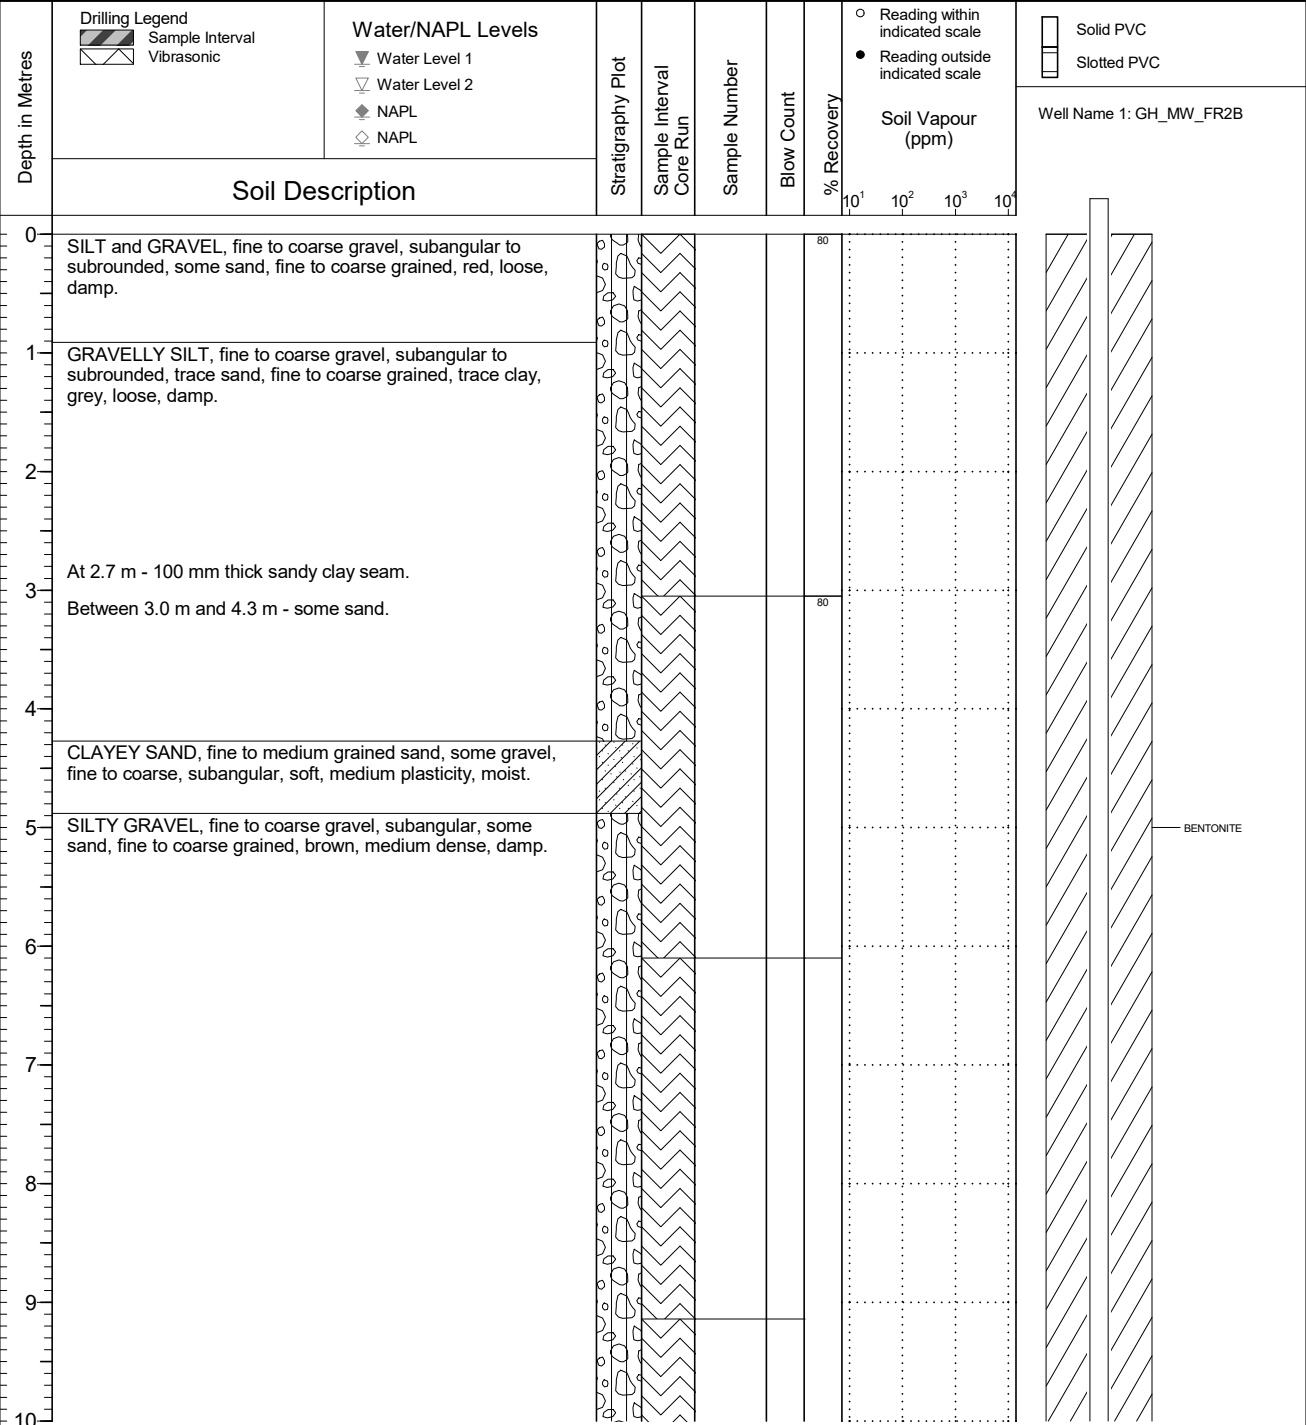 Drilling Legend
Sample Interval
Vibrasonic
Water/NAPL Levels
Water Level 1
Water Level 2
NAPL
NAPL
Depth in Metres
Soil Description
Stratigraphy Plot
Sample Interval
Core Run
Sample Number
Blow Count
% Recovery
Reading within
indicated scale
Reading outside
indicated scale
Soil Vapour
(ppm)
10¹ 10² 10³ 10⁴
Solid PVC
Slotted PVC
Well Name 1: GH_MW_FR2B
0
SILT and GRAVEL, fine to coarse gravel, subangular to
subrounded, some sand, fine to coarse grained, red, loose,
damp.
80
1
GRAVELLY SILT, fine to coarse gravel, subangular to
subrounded, trace sand, fine to coarse grained, trace clay,
grey, loose, damp.
2
At 2.7 m - 100 mm thick sandy clay seam.
3
Between 3.0 m and 4.3 m - some sand.
80
4
CLAYEY SAND, fine to medium grained sand, some gravel,
fine to coarse, subangular, soft, medium plasticity, moist.
5
SILTY GRAVEL, fine to coarse gravel, subangular, some
sand, fine to coarse grained, brown, medium dense, damp.
BENTONITE
6
7
8
9
10